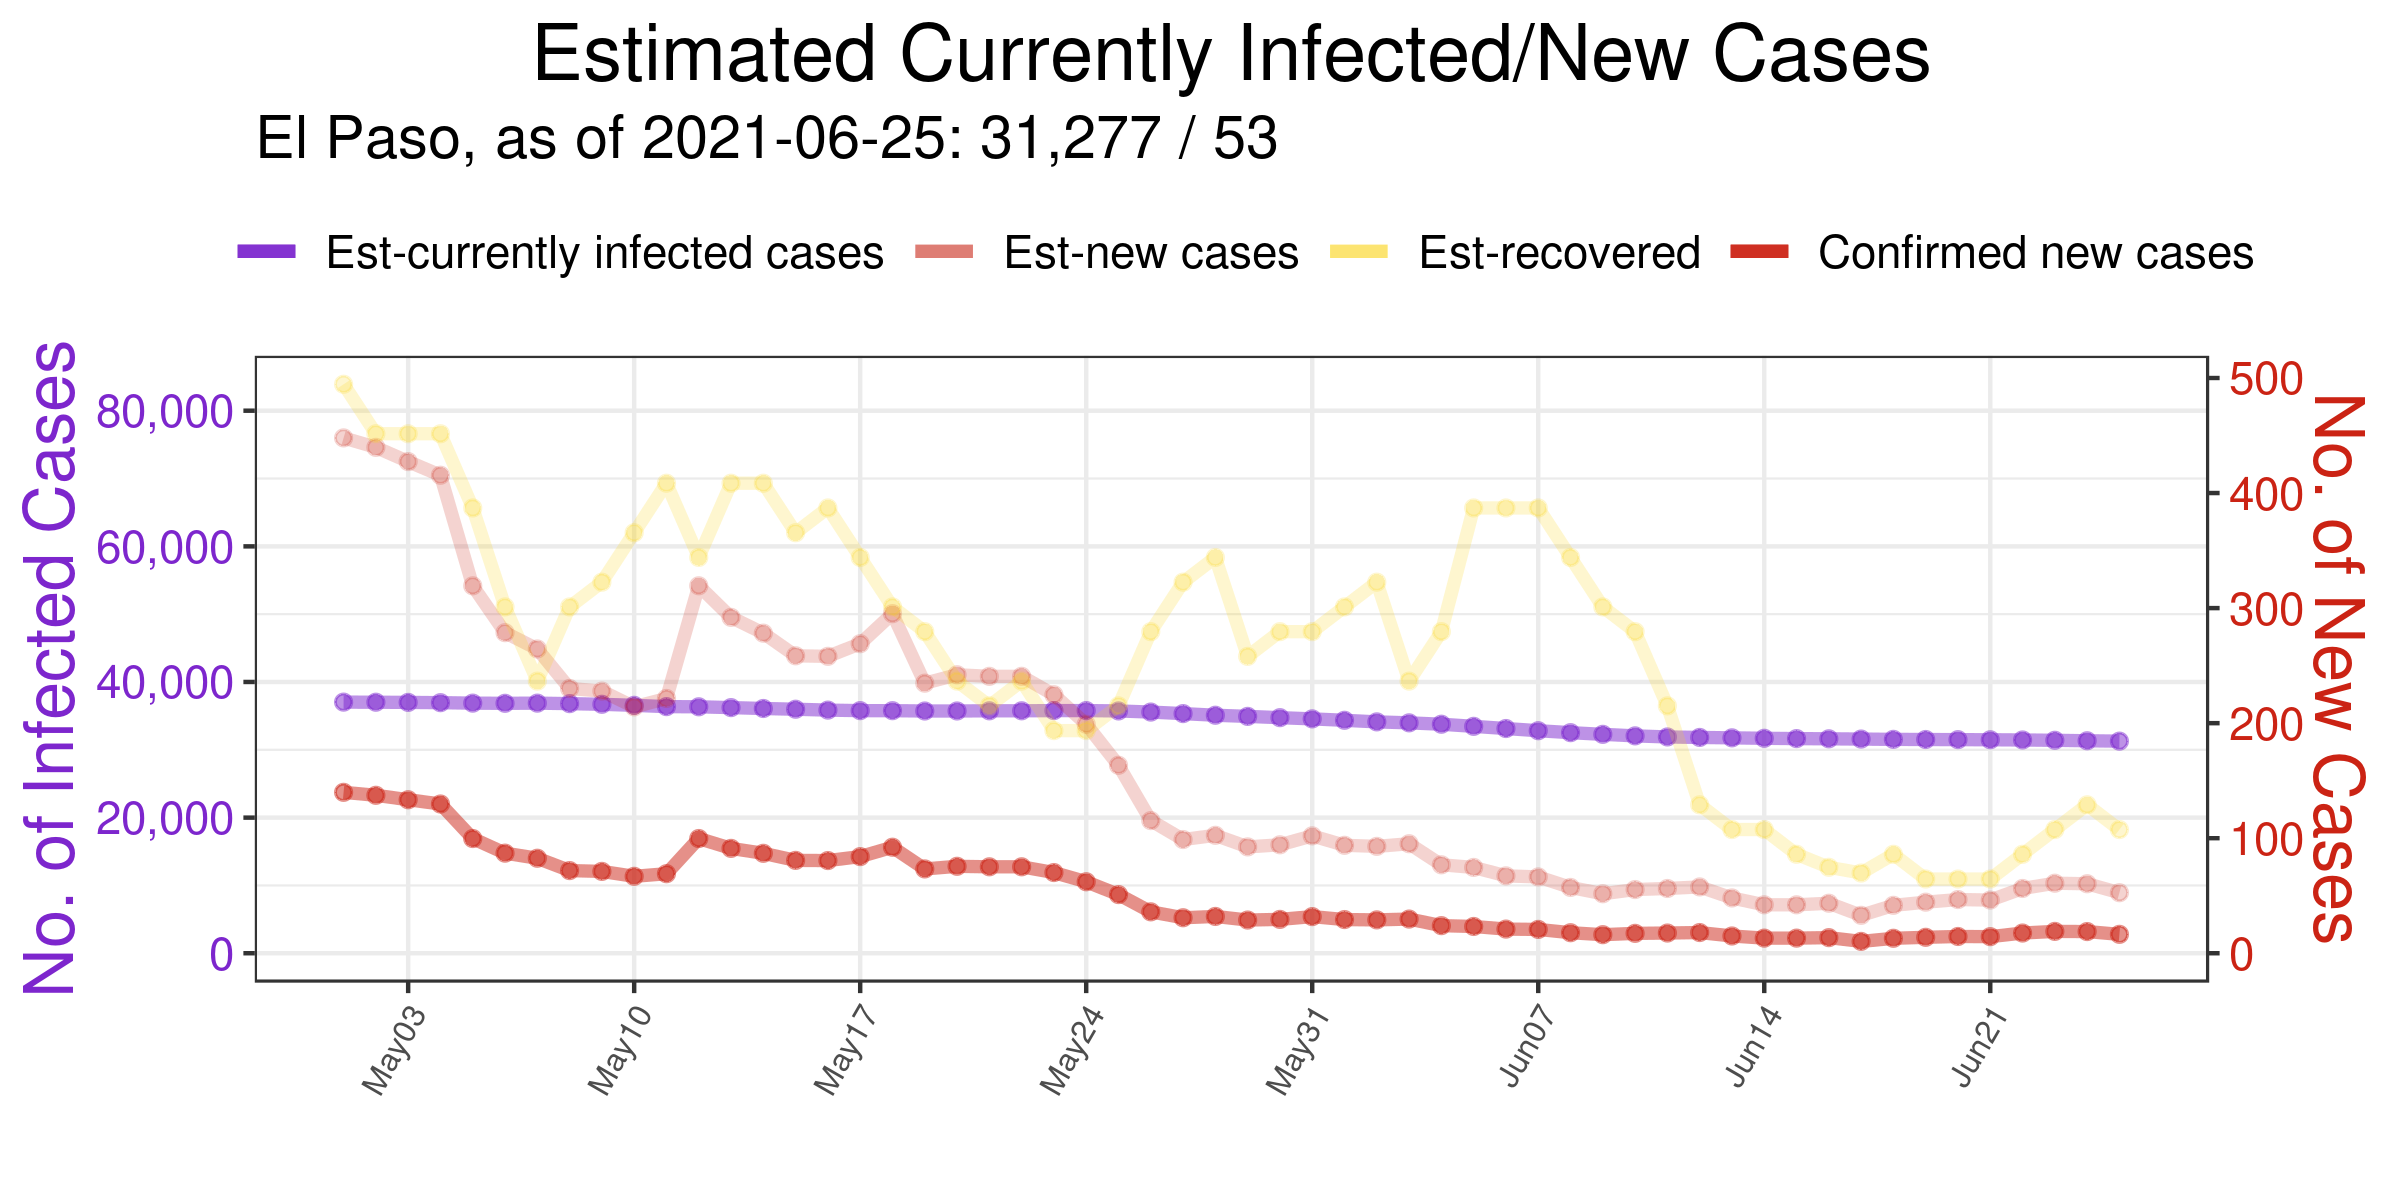 Estimated Currently Infected/New Cases
El Paso, as of 2021-06-25: 31,277 / 53
Est-currently infected cases Est-new cases Est-recovered Confirmed new cases
No. of Infected Cases
80,000
60,000
40,000
20,000
0
500
400
300
200
100
0
No. of New Cases
May03 May10 May17 May24 May31 Jun07 Jun14 Jun21